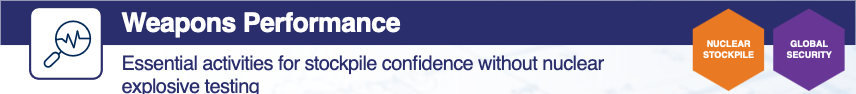 Weapons Performance
Essential activities for stockpile confidence without nuclear
explosive testing
NUCLEAR
STOCKPILE
GLOBAL
SECURITY